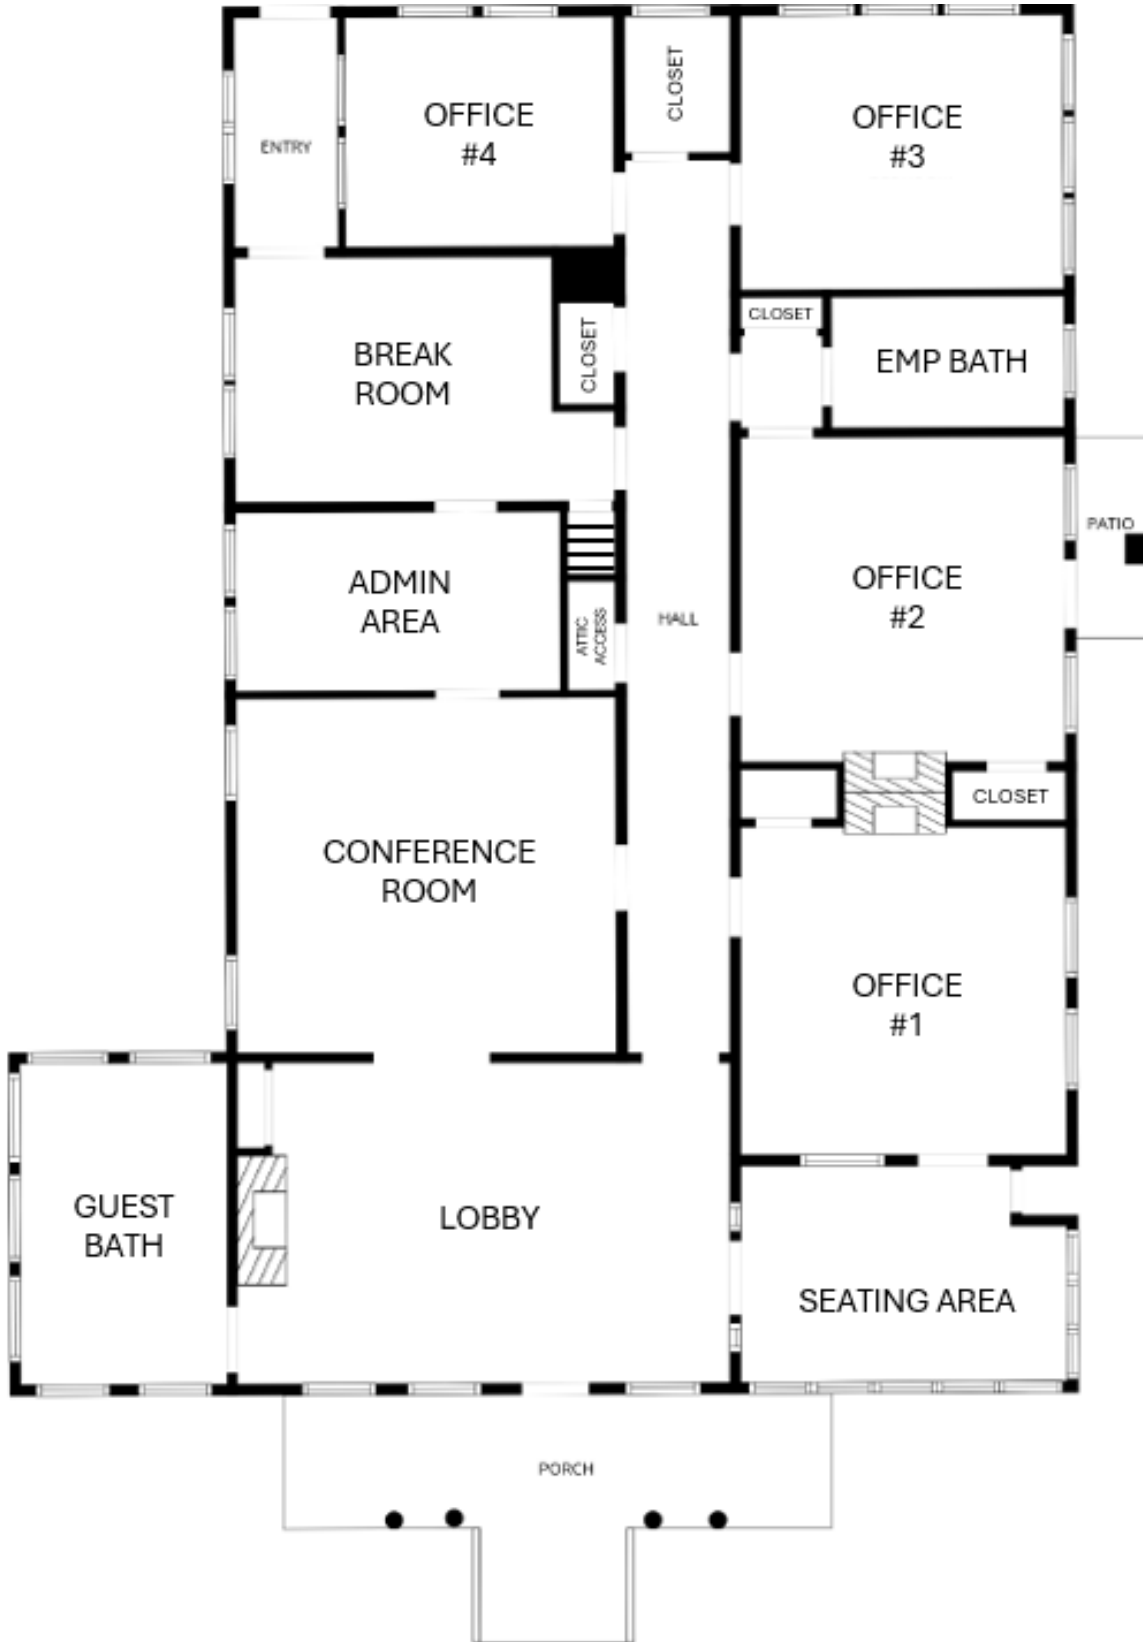 OFFICE
#4
CLOSET
OFFICE
#3
ENTRY
CLOSET
BREAK
ROOM
CLOSET
EMP BATH
PATIO
ADMIN
AREA
OFFICE
#2
ATTIC
ACCESS
HALL
CLOSET
CONFERENCE
ROOM
OFFICE
#1
GUEST
BATH
LOBBY
SEATING AREA
PORCH